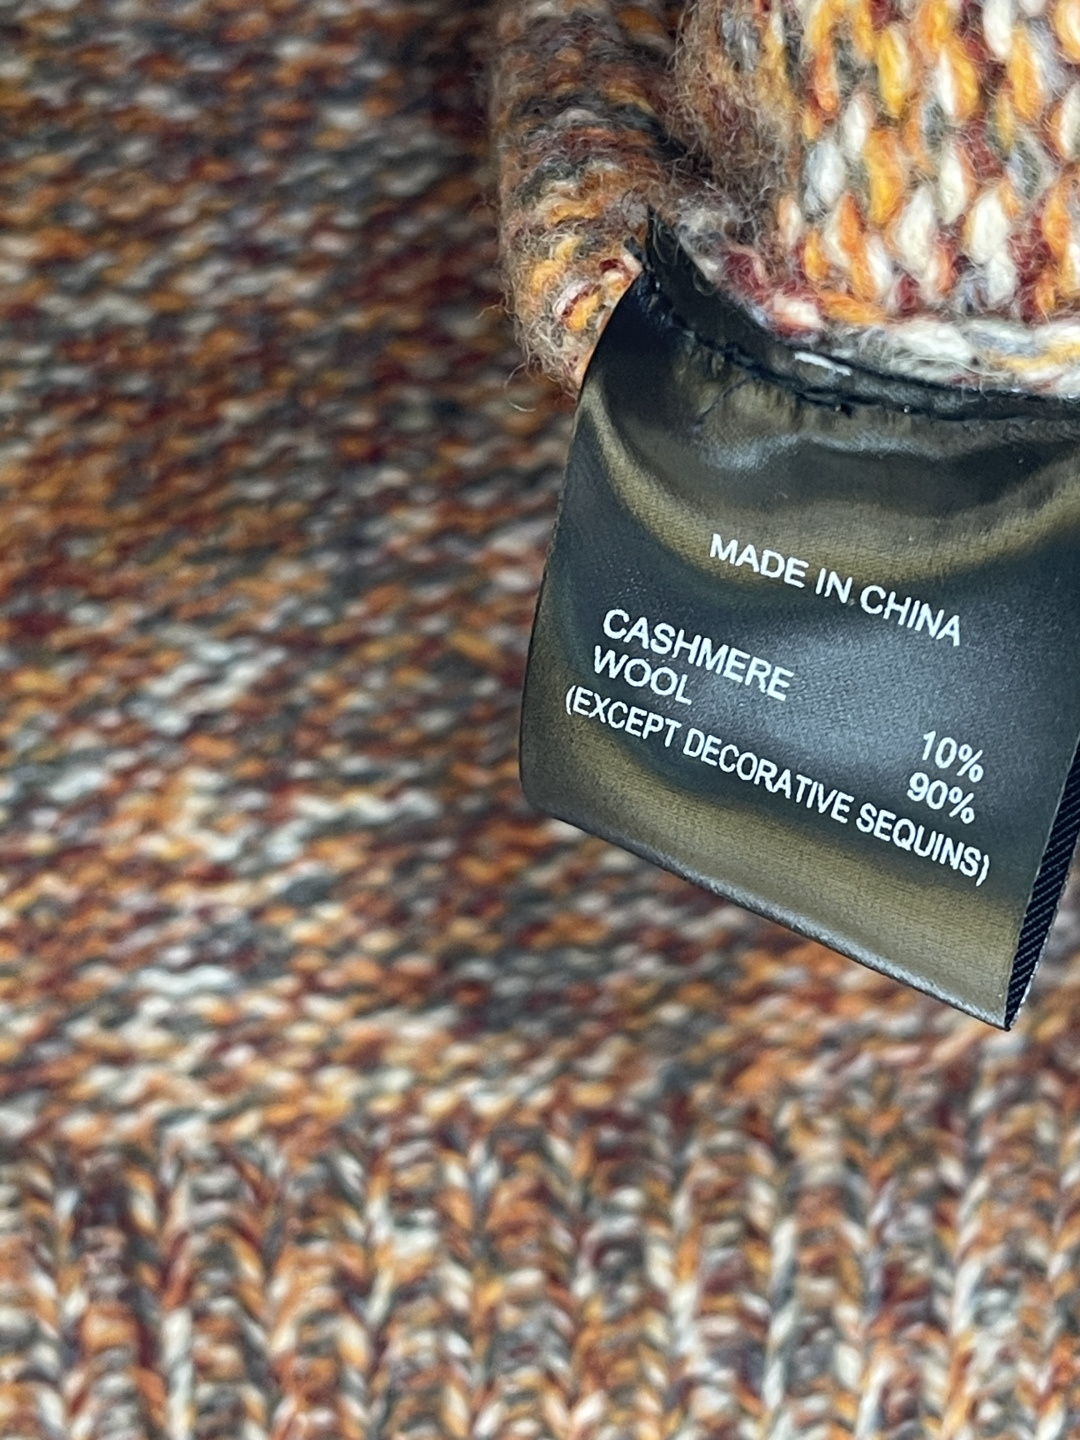 MADE IN CHINA
CASHMERE 10%
WOOL 90%
(EXCEPT DECORATIVE SEQUINS)